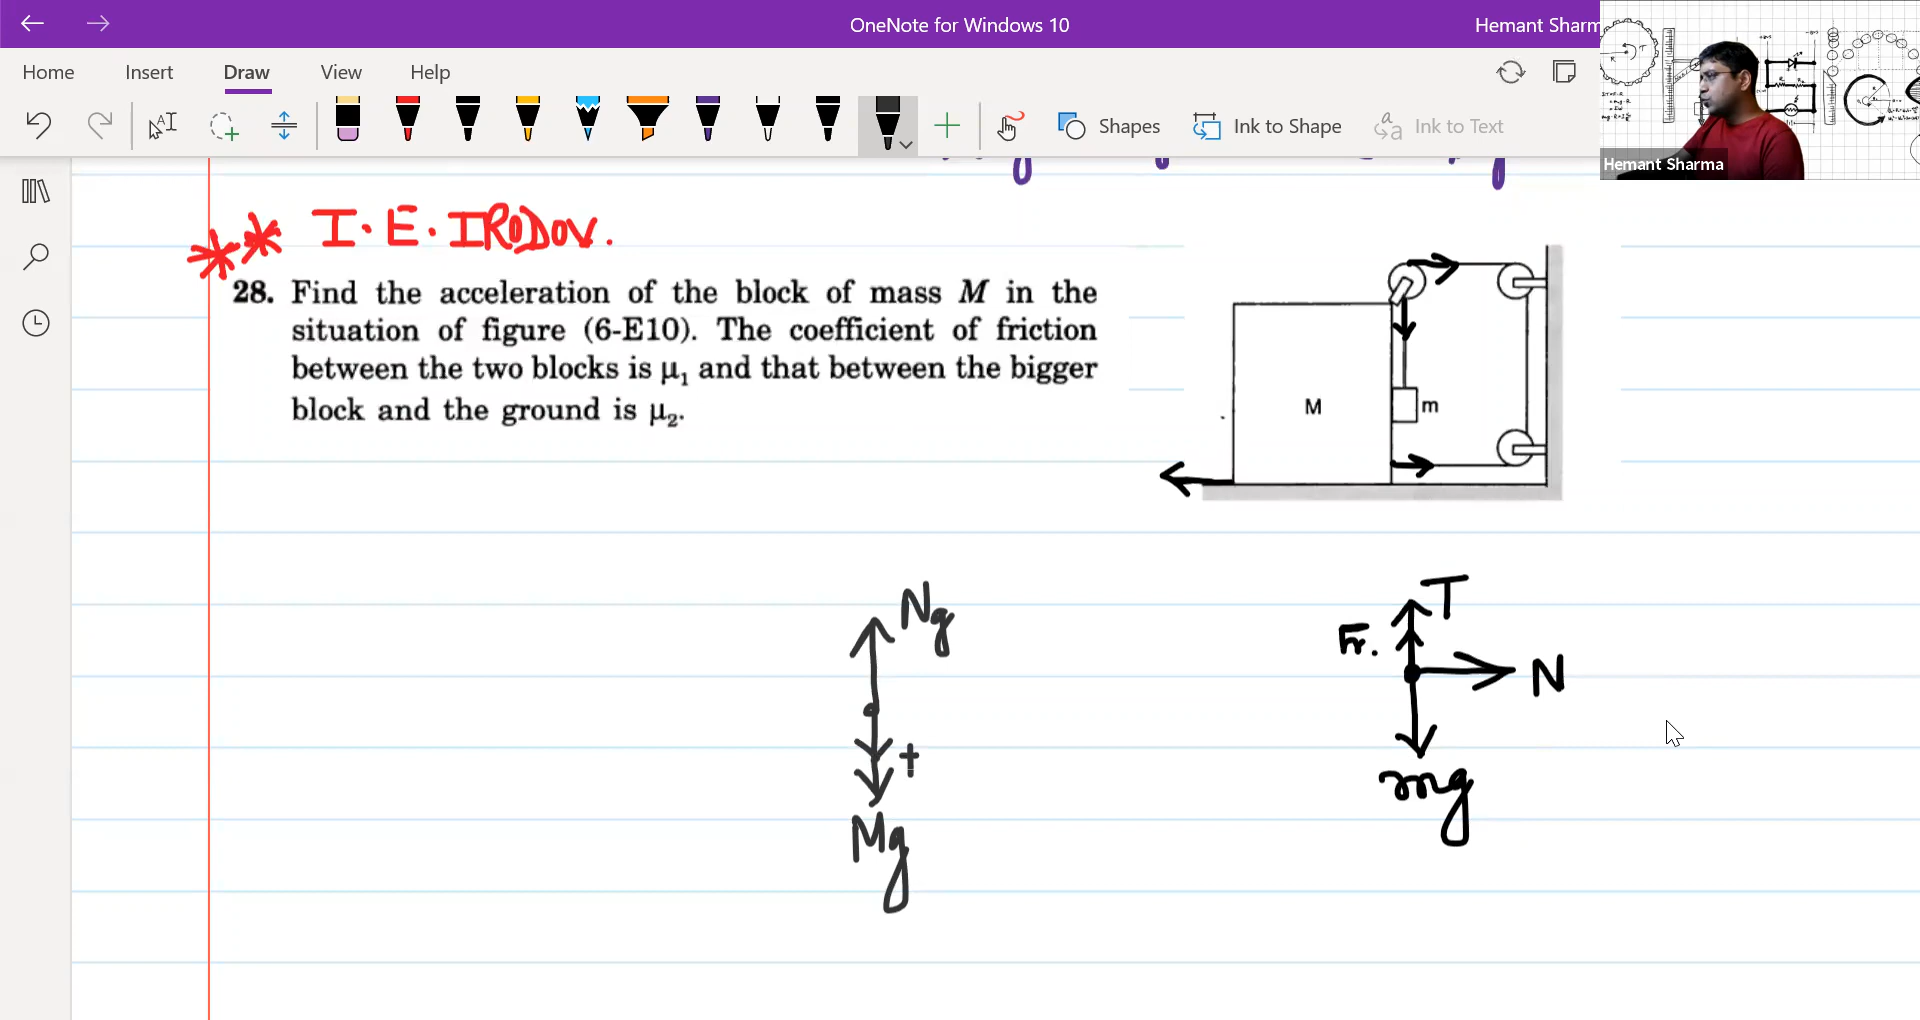 OneNote for Windows 10
Hemant Sharm
Home Insert Draw View Help
Shapes Ink to Shape Ink to Text
Hemant Sharma
I.E. IRODOV.
28. Find the acceleration of the block of mass M in the
situation of figure (6-E10). The coefficient of friction
between the two blocks is μ₁ and that between the bigger
block and the ground is μ₂.
M
m
Ng
T
Fr.
N
+
mg
Mg